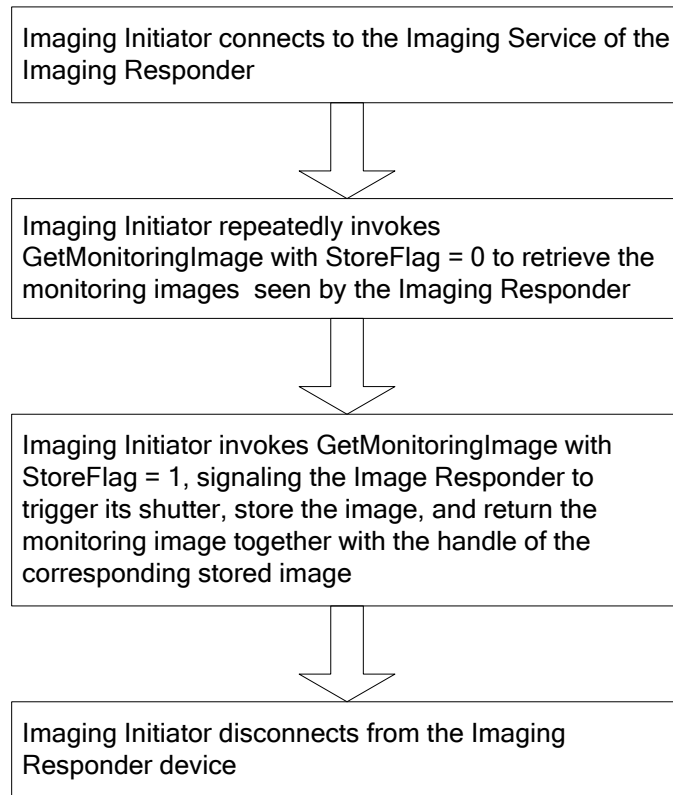 Imaging Initiator connects to the Imaging Service of the
Imaging Responder
Imaging Initiator repeatedly invokes
GetMonitoringImage with StoreFlag = 0 to retrieve the
monitoring images  seen by the Imaging Responder
Imaging Initiator invokes GetMonitoringImage with
StoreFlag = 1, signaling the Image Responder to
trigger its shutter, store the image, and return the
monitoring image together with the handle of the
corresponding stored image
Imaging Initiator disconnects from the Imaging
Responder device